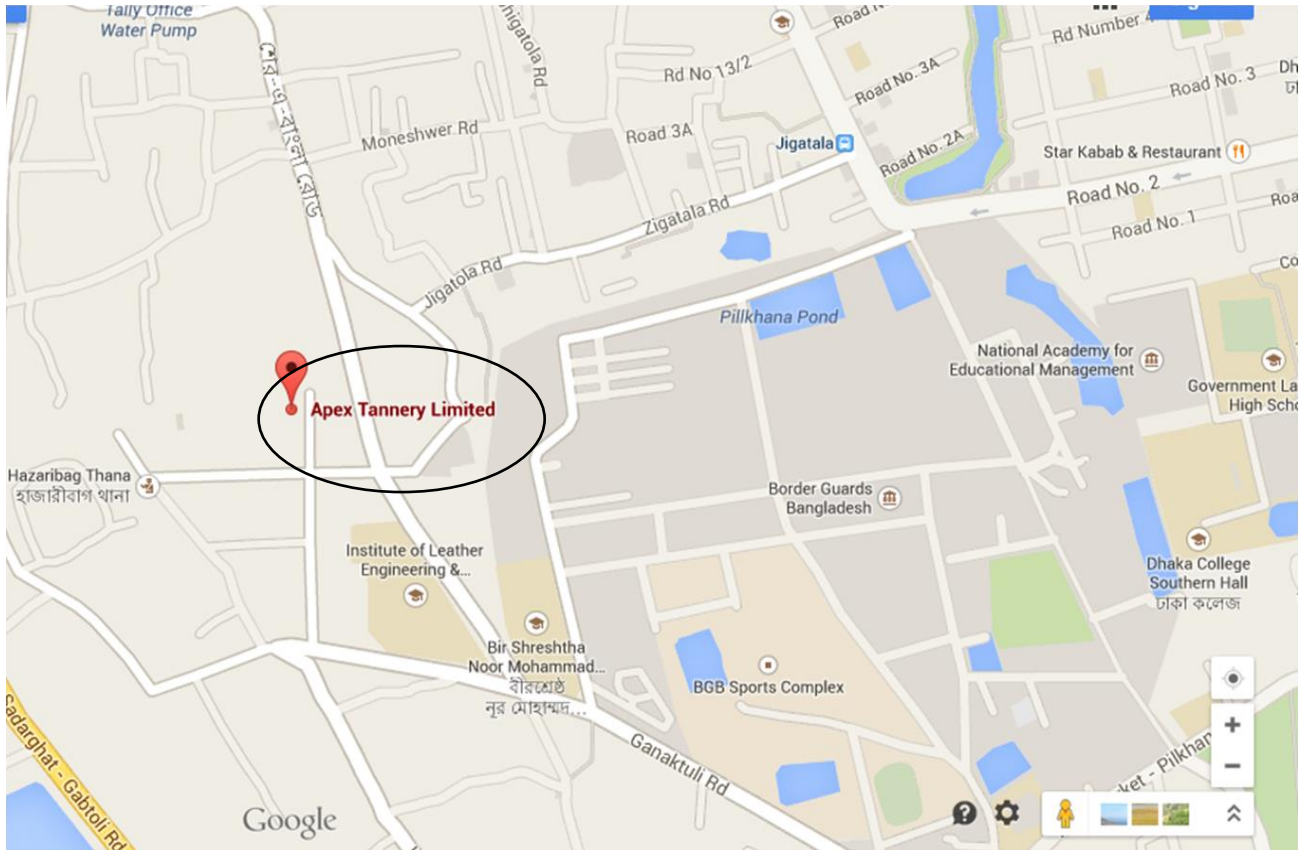 Tally Office
Water Pump
শের-এ-বাংলা রোড
Moneshwer Rd
Rd No 13/2
Road 3A
Road No. 3A
Road No. 2A
Rd Number 4
Road No. 3
Jigatala
Star Kabab & Restaurant
Road No. 2
Road No. 1
Zigatala Rd
Jigatola Rd
Pillkhana Pond
National Academy for
Educational Management
Government La
High Scho
Apex Tannery Limited
Hazaribag Thana
হাজারীবাগ থানা
Border Guards
Bangladesh
Institute of Leather
Engineering &...
Dhaka College
Southern Hall
ঢাকা কলেজ
Bir Shreshtha
Noor Mohammad...
বীরশ্রেষ্ঠ
নূর মোহাম্মদ...
BGB Sports Complex
Ganaktuli Rd
Sadarghat - Gabtoli Rd
ket - Pilkhan
Google